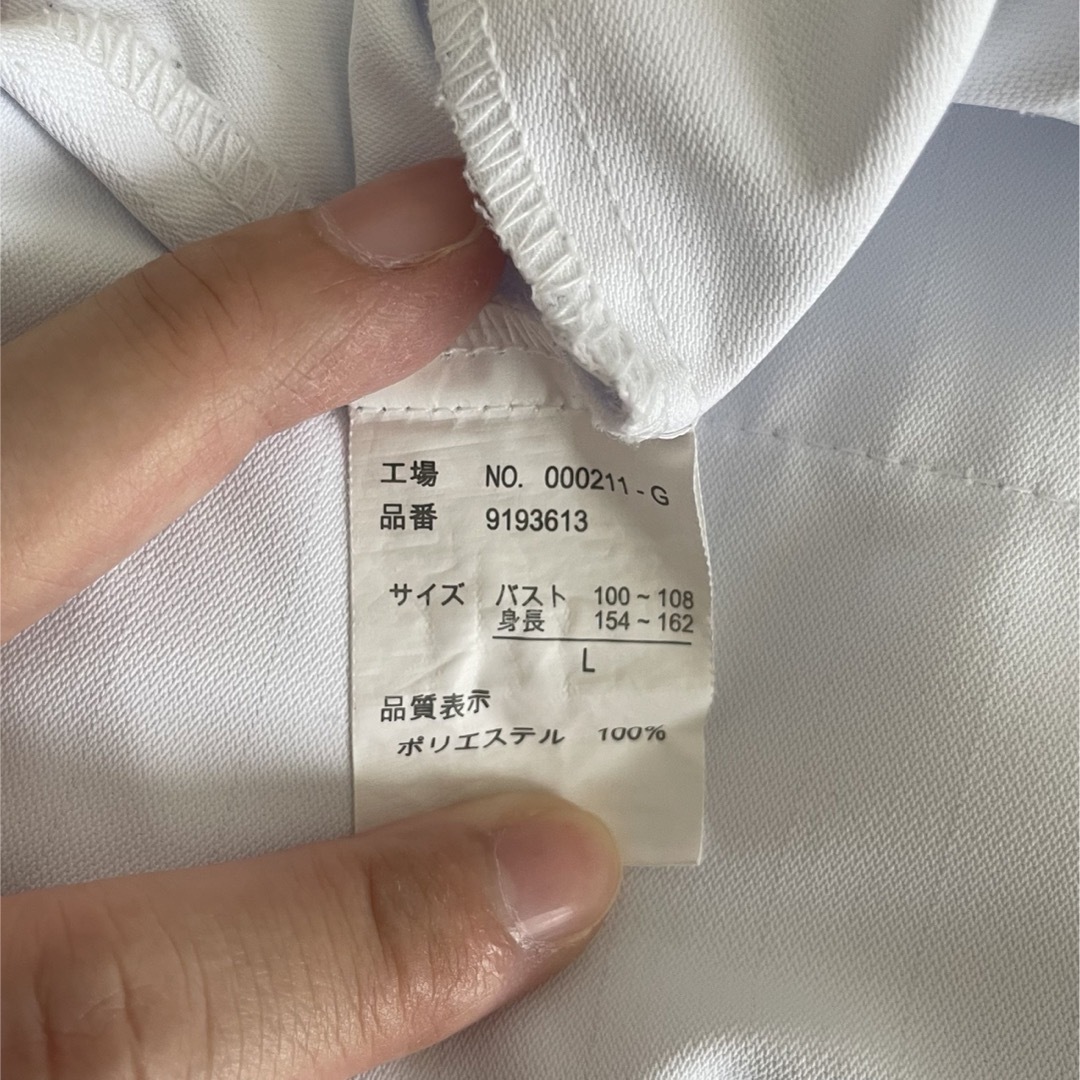 工場 NO. 000211-G
品番 9193613
サイズ バスト 100~108
身長 154~162
L
品質表示
ポリエステル 100%